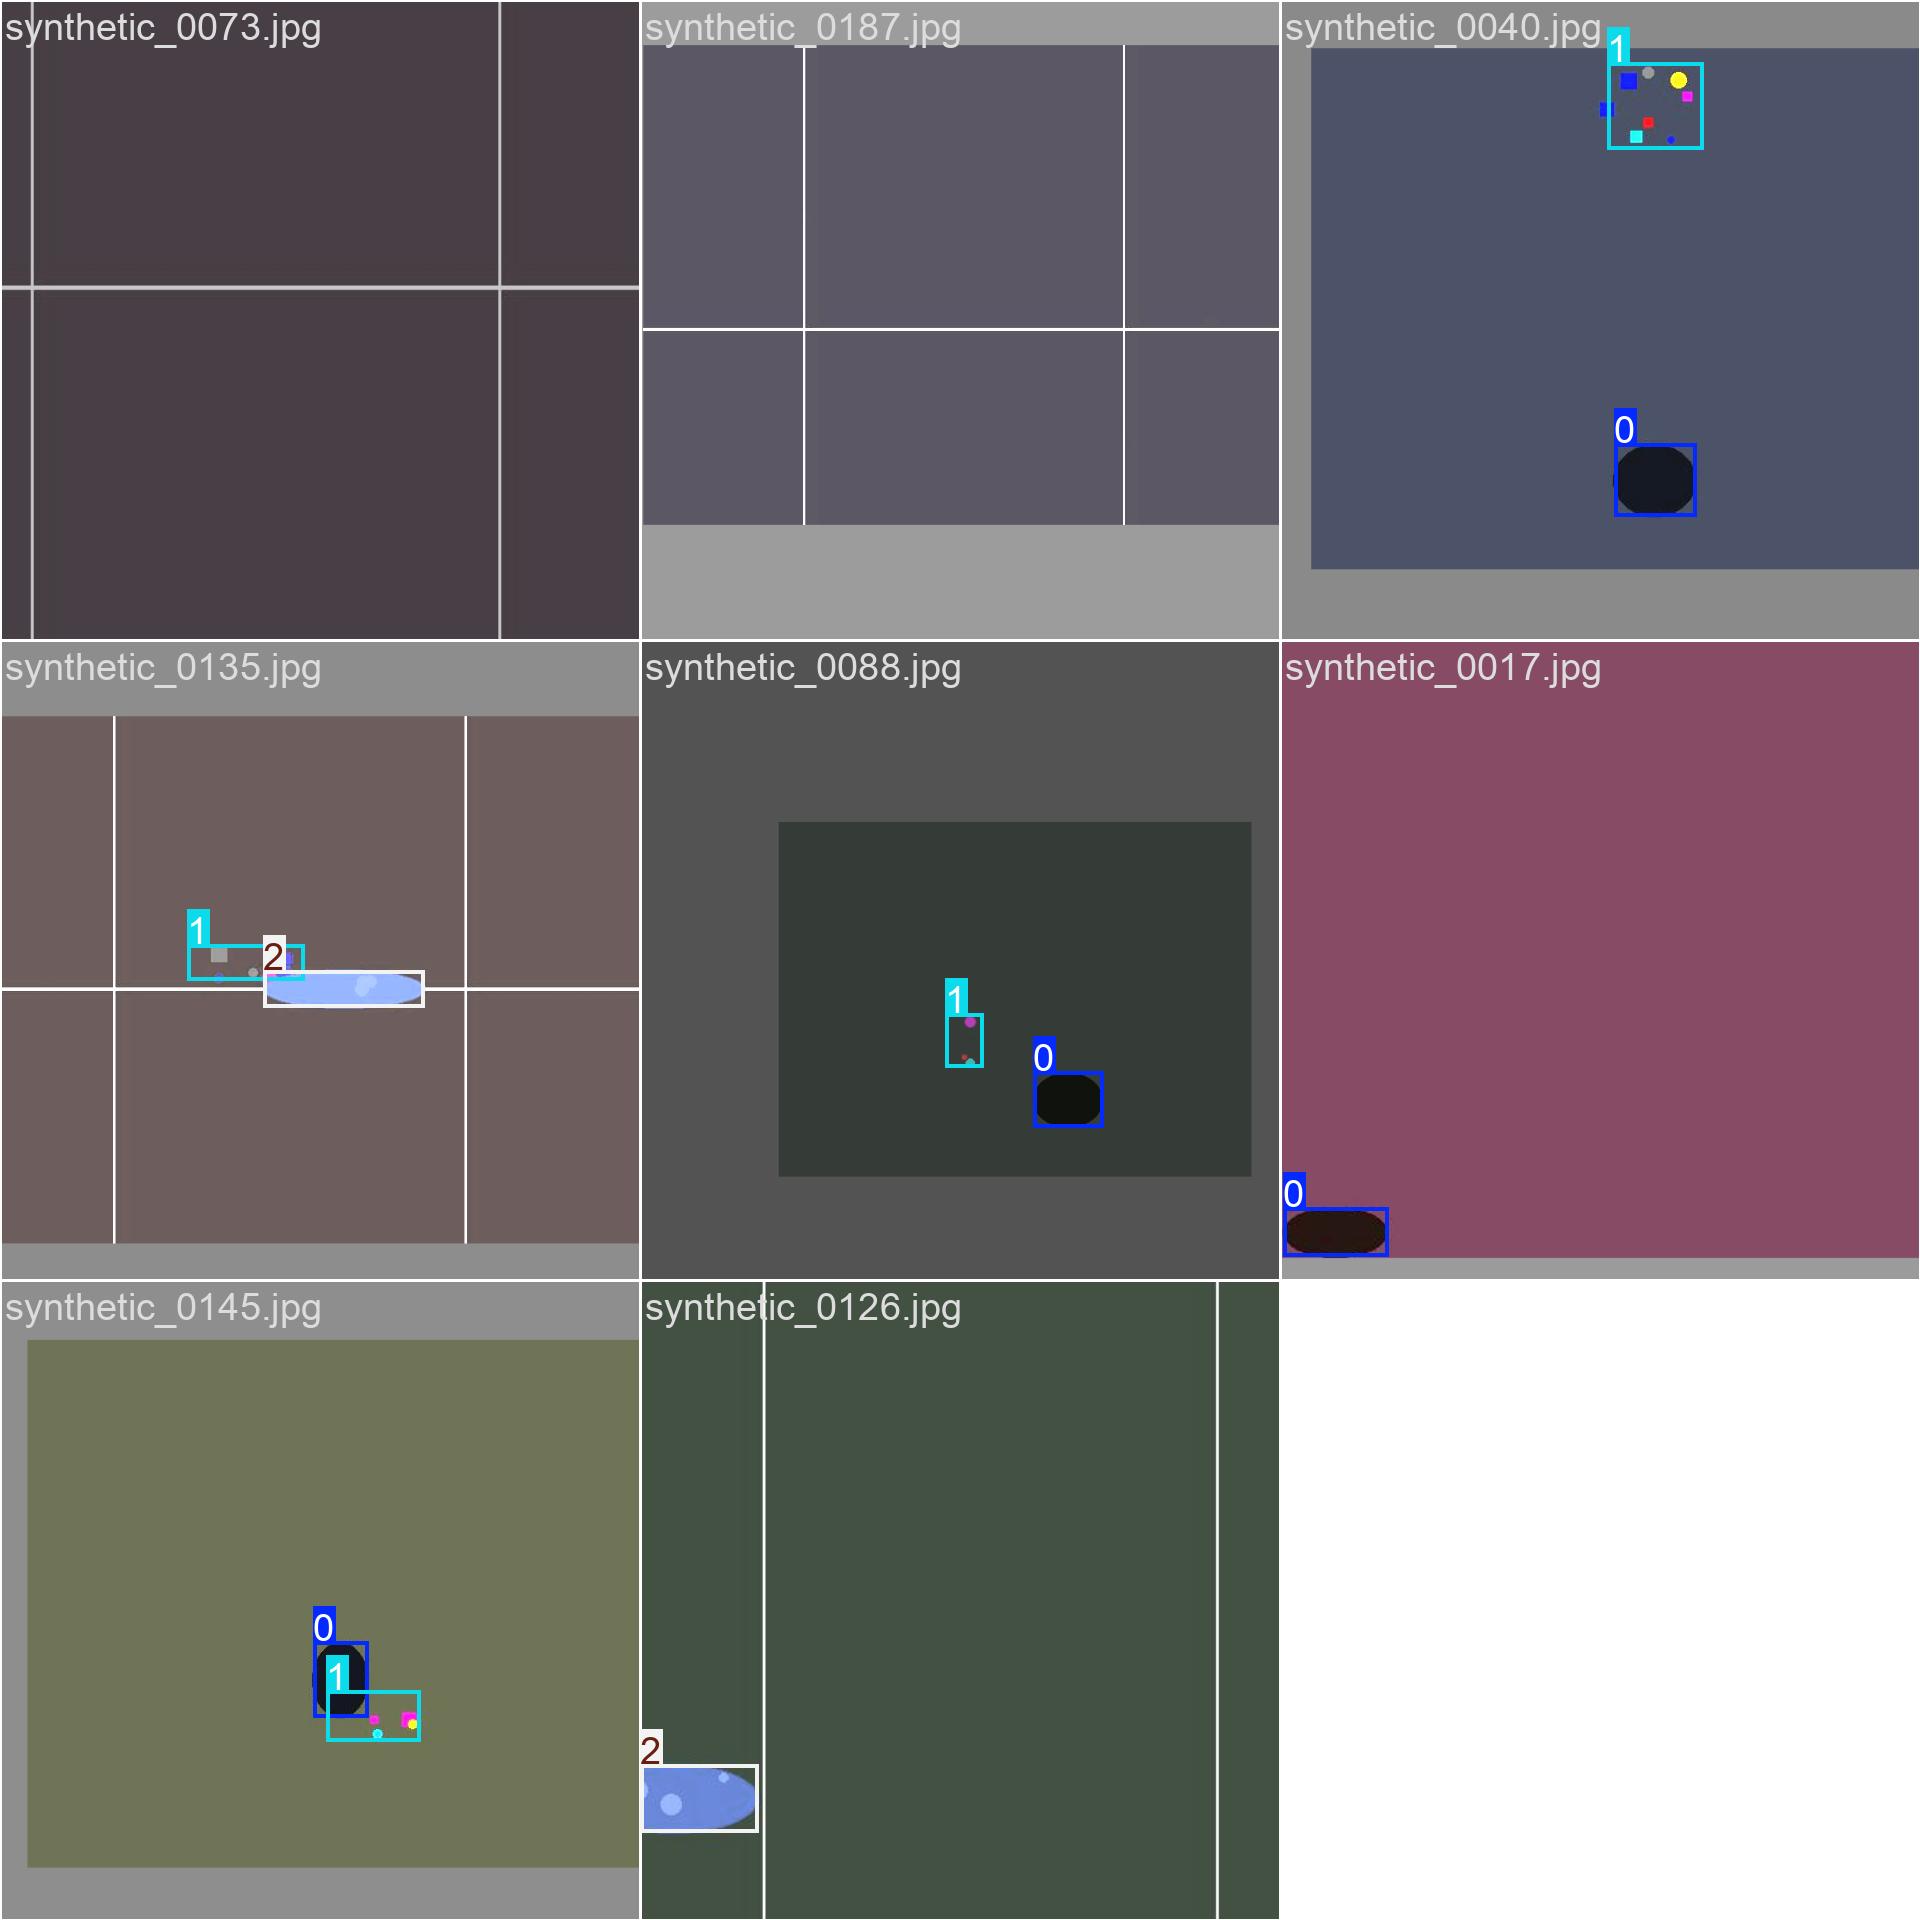 synthetic_0073.jpg
synthetic_0187.jpg
synthetic_0040.jpg
1
0
synthetic_0135.jpg
synthetic_0088.jpg
synthetic_0017.jpg
1
2
1
0
0
synthetic_0145.jpg
synthetic_0126.jpg
0
1
2